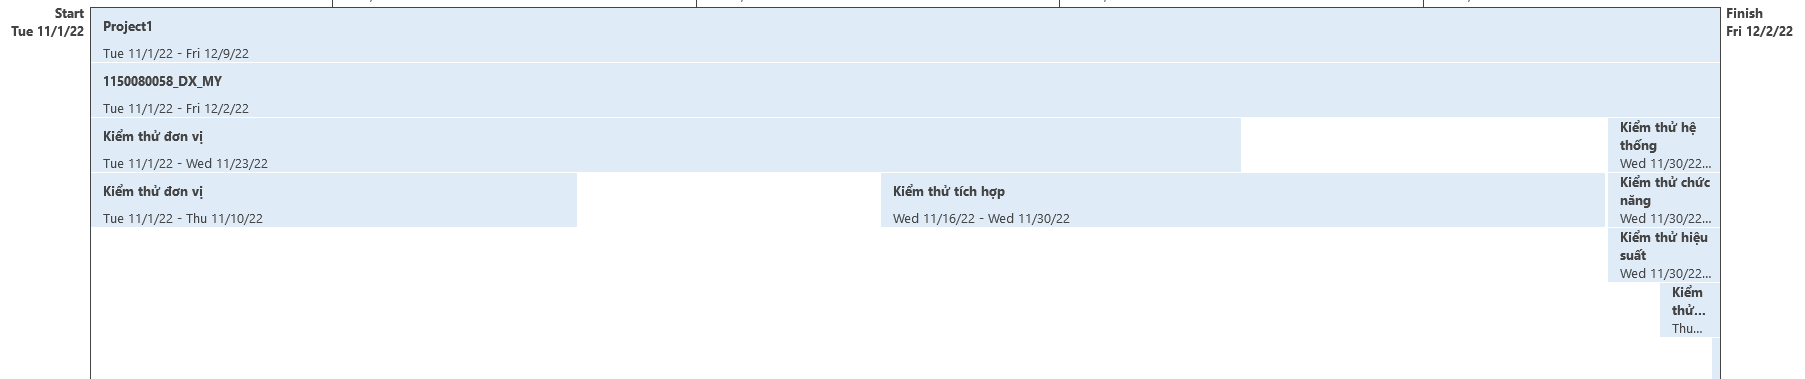 Start
Tue 11/1/22
Finish
Fri 12/2/22
Project1
Tue 11/1/22 - Fri 12/9/22
1150080058_DX_MY
Tue 11/1/22 - Fri 12/2/22
Kiểm thử đơn vị
Tue 11/1/22 - Wed 11/23/22
Kiểm thử hệ
thống
Wed 11/30/22...
Kiểm thử đơn vị
Tue 11/1/22 - Thu 11/10/22
Kiểm thử tích hợp
Wed 11/16/22 - Wed 11/30/22
Kiểm thử chức
năng
Wed 11/30/22...
Kiểm thử hiệu
suất
Wed 11/30/22...
Kiểm
thử...
Thu...